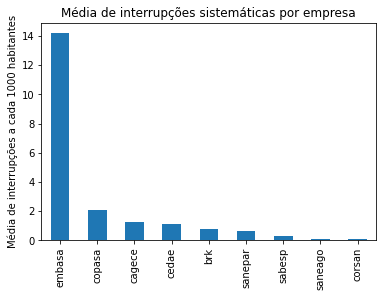 Média de interrupções sistemáticas por empresa
Média de interrupções a cada 1000 habitantes
14
12
10
8
6
4
2
0
embasa
copasa
cagece
cedae
brk
sanepar
sabesp
saneago
corsan